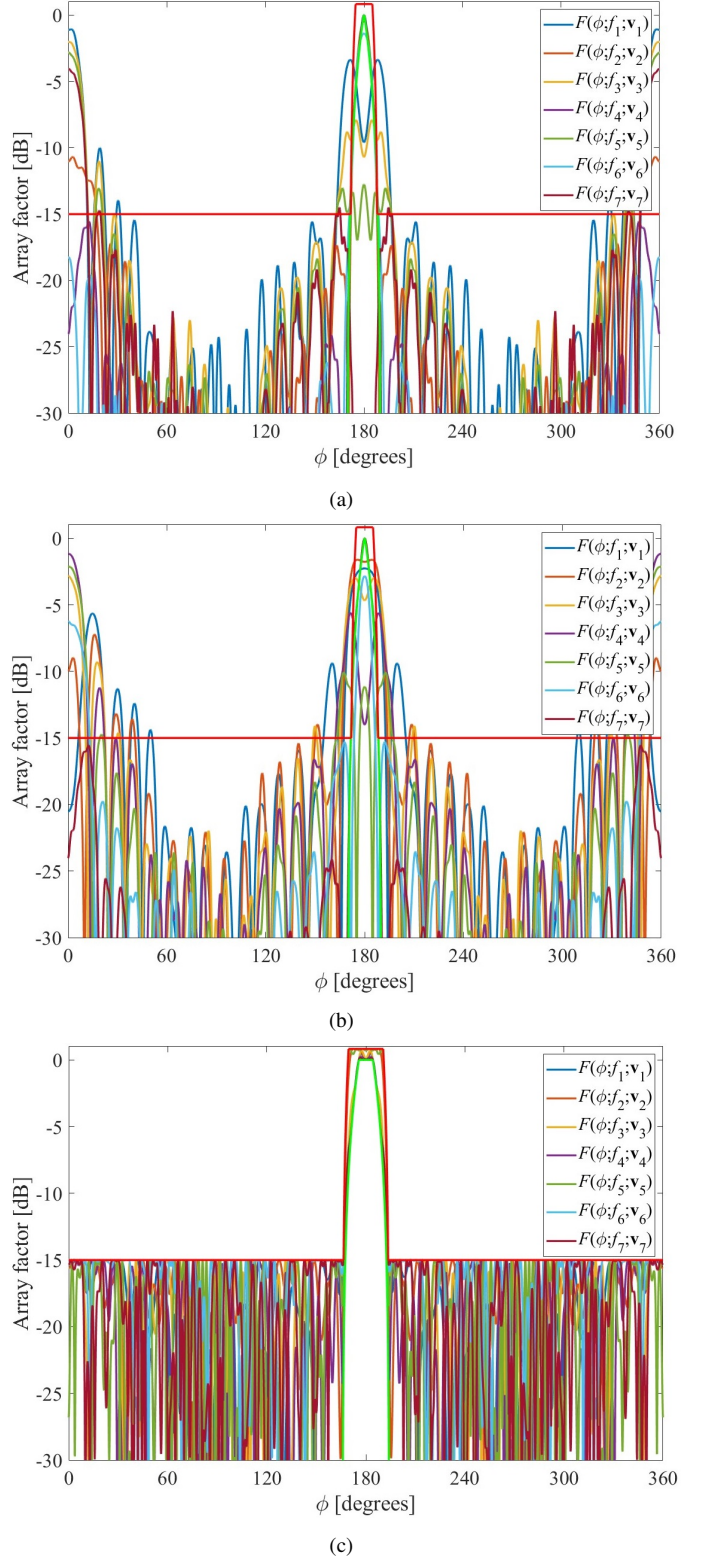 0
-5
-10
-15
-20
-25
-30
Array factor [dB]
0 60 120 180 240 300 360
ϕ [degrees]
F(ϕ;f1;v1)
F(ϕ;f2;v2)
F(ϕ;f3;v3)
F(ϕ;f4;v4)
F(ϕ;f5;v5)
F(ϕ;f6;v6)
F(ϕ;f7;v7)
(a)
0
-5
-10
-15
-20
-25
-30
Array factor [dB]
0 60 120 180 240 300 360
ϕ [degrees]
F(ϕ;f1;v1)
F(ϕ;f2;v2)
F(ϕ;f3;v3)
F(ϕ;f4;v4)
F(ϕ;f5;v5)
F(ϕ;f6;v6)
F(ϕ;f7;v7)
(b)
0
-5
-10
-15
-20
-25
-30
Array factor [dB]
0 60 120 180 240 300 360
ϕ [degrees]
F(ϕ;f1;v1)
F(ϕ;f2;v2)
F(ϕ;f3;v3)
F(ϕ;f4;v4)
F(ϕ;f5;v5)
F(ϕ;f6;v6)
F(ϕ;f7;v7)
(c)